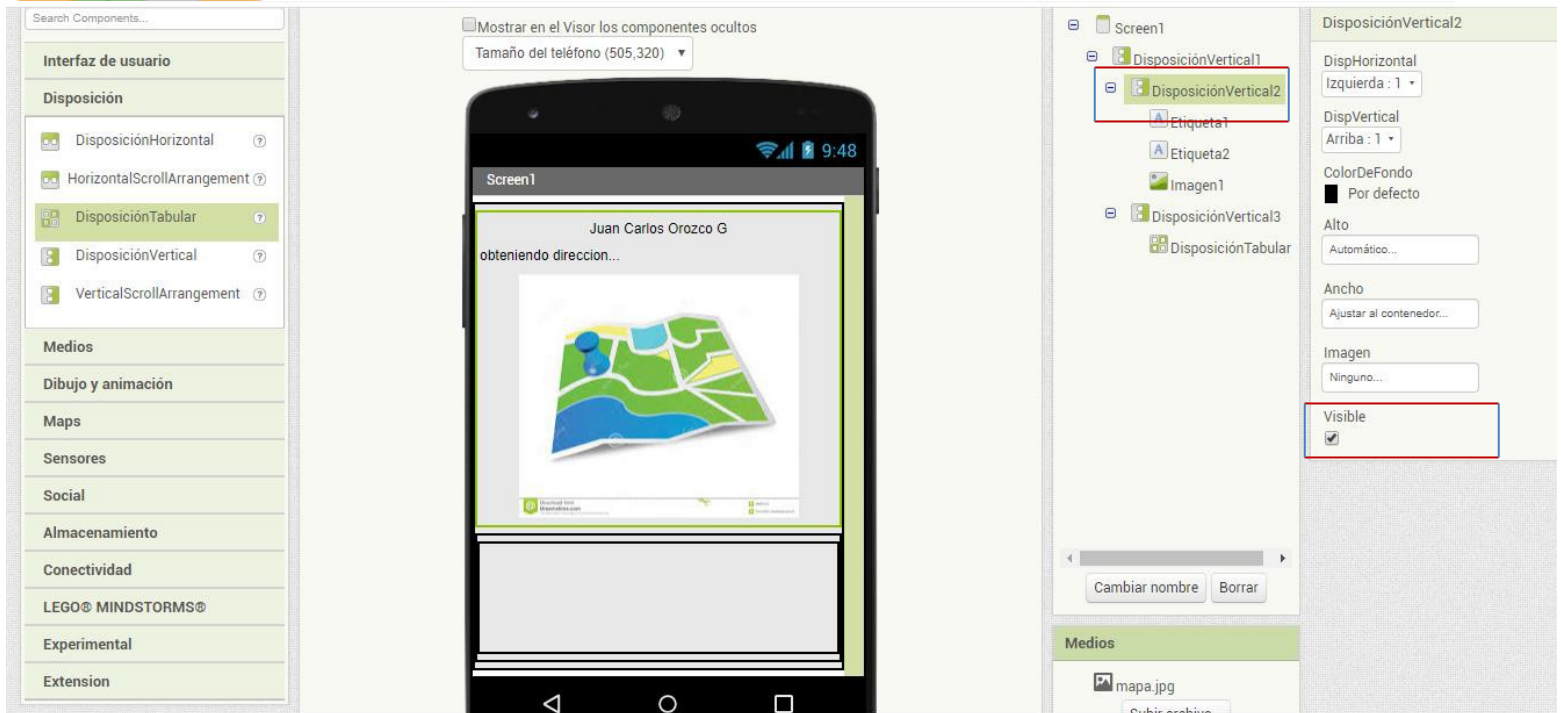 Search Components...
Interfaz de usuario
Disposición
DisposiciónHorizontal
HorizontalScrollArrangement
DisposiciónTabular
DisposiciónVertical
VerticalScrollArrangement
Medios
Dibujo y animación
Maps
Sensores
Social
Almacenamiento
Conectividad
LEGO® MINDSTORMS®
Experimental
Extension
Mostrar en el Visor los componentes ocultos
Tamaño del teléfono (505,320)
9:48
Screen1
Juan Carlos Orozco G
obteniendo direccion...
Screen1
DisposiciónVertical1
DisposiciónVertical2
Etiqueta1
Etiqueta2
Imagen1
DisposiciónVertical3
DisposiciónTabular
Cambiar nombre Borrar
Medios
mapa.jpg
Subir archivo...
DisposiciónVertical2
DispHorizontal
Izquierda : 1
DispVertical
Arriba : 1
ColorDeFondo
Por defecto
Alto
Automático...
Ancho
Ajustar al contenedor...
Imagen
Ninguno...
Visible